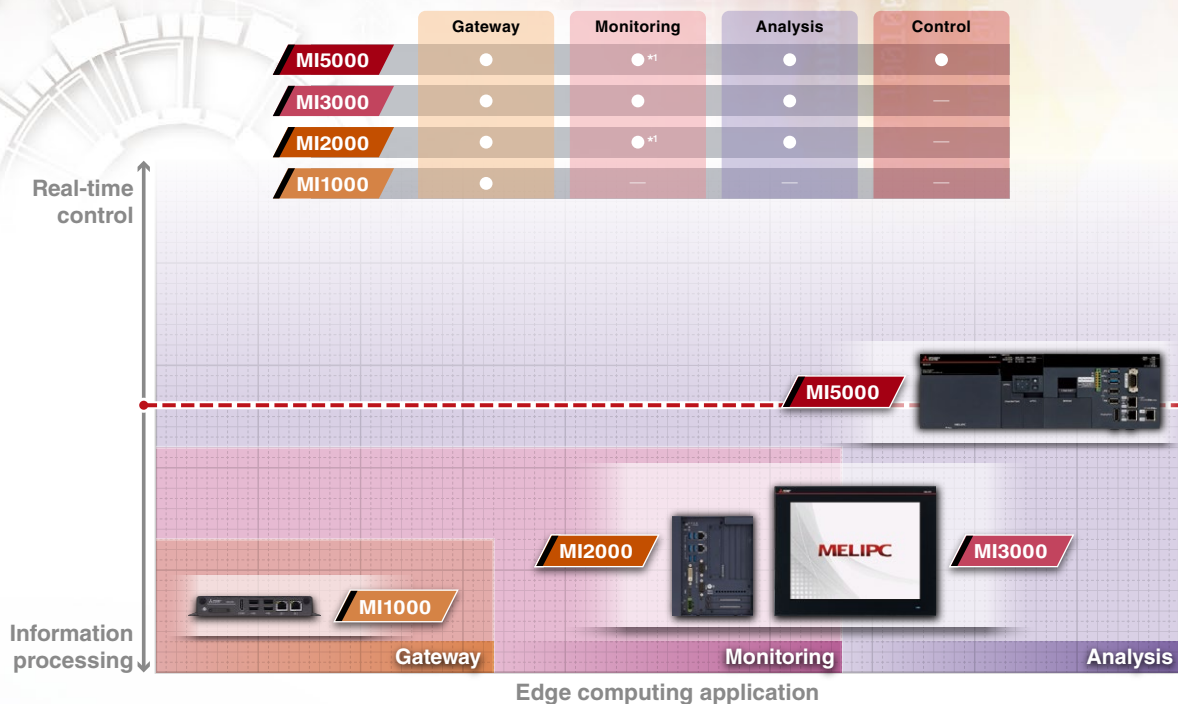 Gateway Monitoring Analysis Control
MI5000 ● ●*1 ● ●
MI3000 ● ● ● —
MI2000 ● ●*1 ● —
MI1000 ● — — —
Real-time
control
MI5000
MI2000
MELIPC
MI3000
MI1000
Information
processing
Gateway
Monitoring
Analysis
Edge computing application